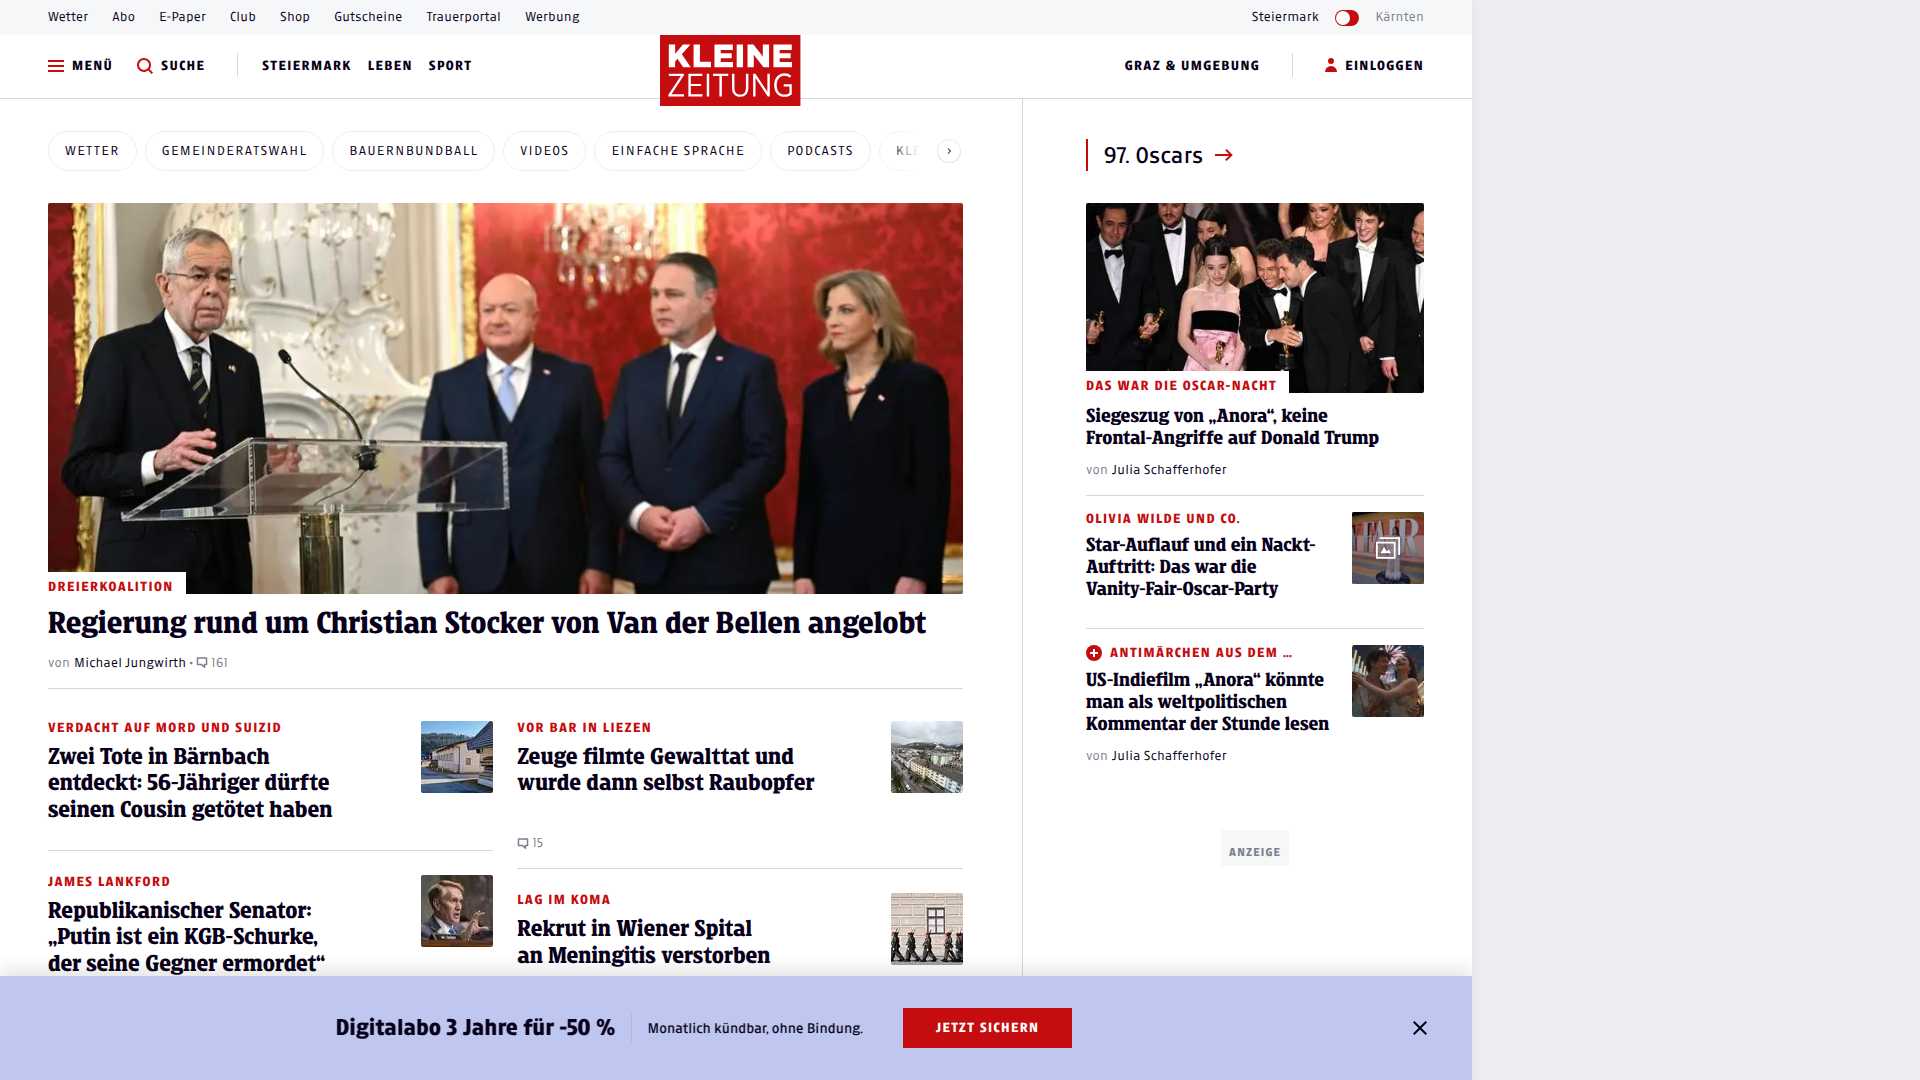 Wetter Abo E-Paper Club Shop Gutscheine Trauerportal Werbung Steiermark Kärnten
MENÜ SUCHE STEIERMARK LEBEN SPORT
KLEINE
ZEITUNG
GRAZ & UMGEBUNG EINLOGGEN
WETTER GEMEINDERATSWAHL BAUERNBUNDBALL VIDEOS EINFACHE SPRACHE PODCASTS
DREIERKOALITION
Regierung rund um Christian Stocker von Van der Bellen angelobt
von Michael Jungwirth • 161
VERDACHT AUF MORD UND SUIZID
Zwei Tote in Bärnbach
entdeckt: 56-Jähriger dürfte
seinen Cousin getötet haben
JAMES LANKFORD
Republikanischer Senator:
„Putin ist ein KGB-Schurke,
der seine Gegner ermordet“
VOR BAR IN LIEZEN
Zeuge filmte Gewalttat und
wurde dann selbst Raubopfer
15
LAG IM KOMA
Rekrut in Wiener Spital
an Meningitis verstorben
97. Oscars
DAS WAR DIE OSCAR-NACHT
Siegeszug von „Anora“, keine
Frontal-Angriffe auf Donald Trump
von Julia Schafferhofer
OLIVIA WILDE UND CO.
Star-Auflauf und ein Nackt-
Auftritt: Das war die
Vanity-Fair-Oscar-Party
ANTIMÄRCHEN AUS DEM ...
US-Indiefilm „Anora“ könnte
man als weltpolitischen
Kommentar der Stunde lesen
von Julia Schafferhofer
ANZEIGE
Digitalabo 3 Jahre für -50 % Monatlich kündbar, ohne Bindung. JETZT SICHERN